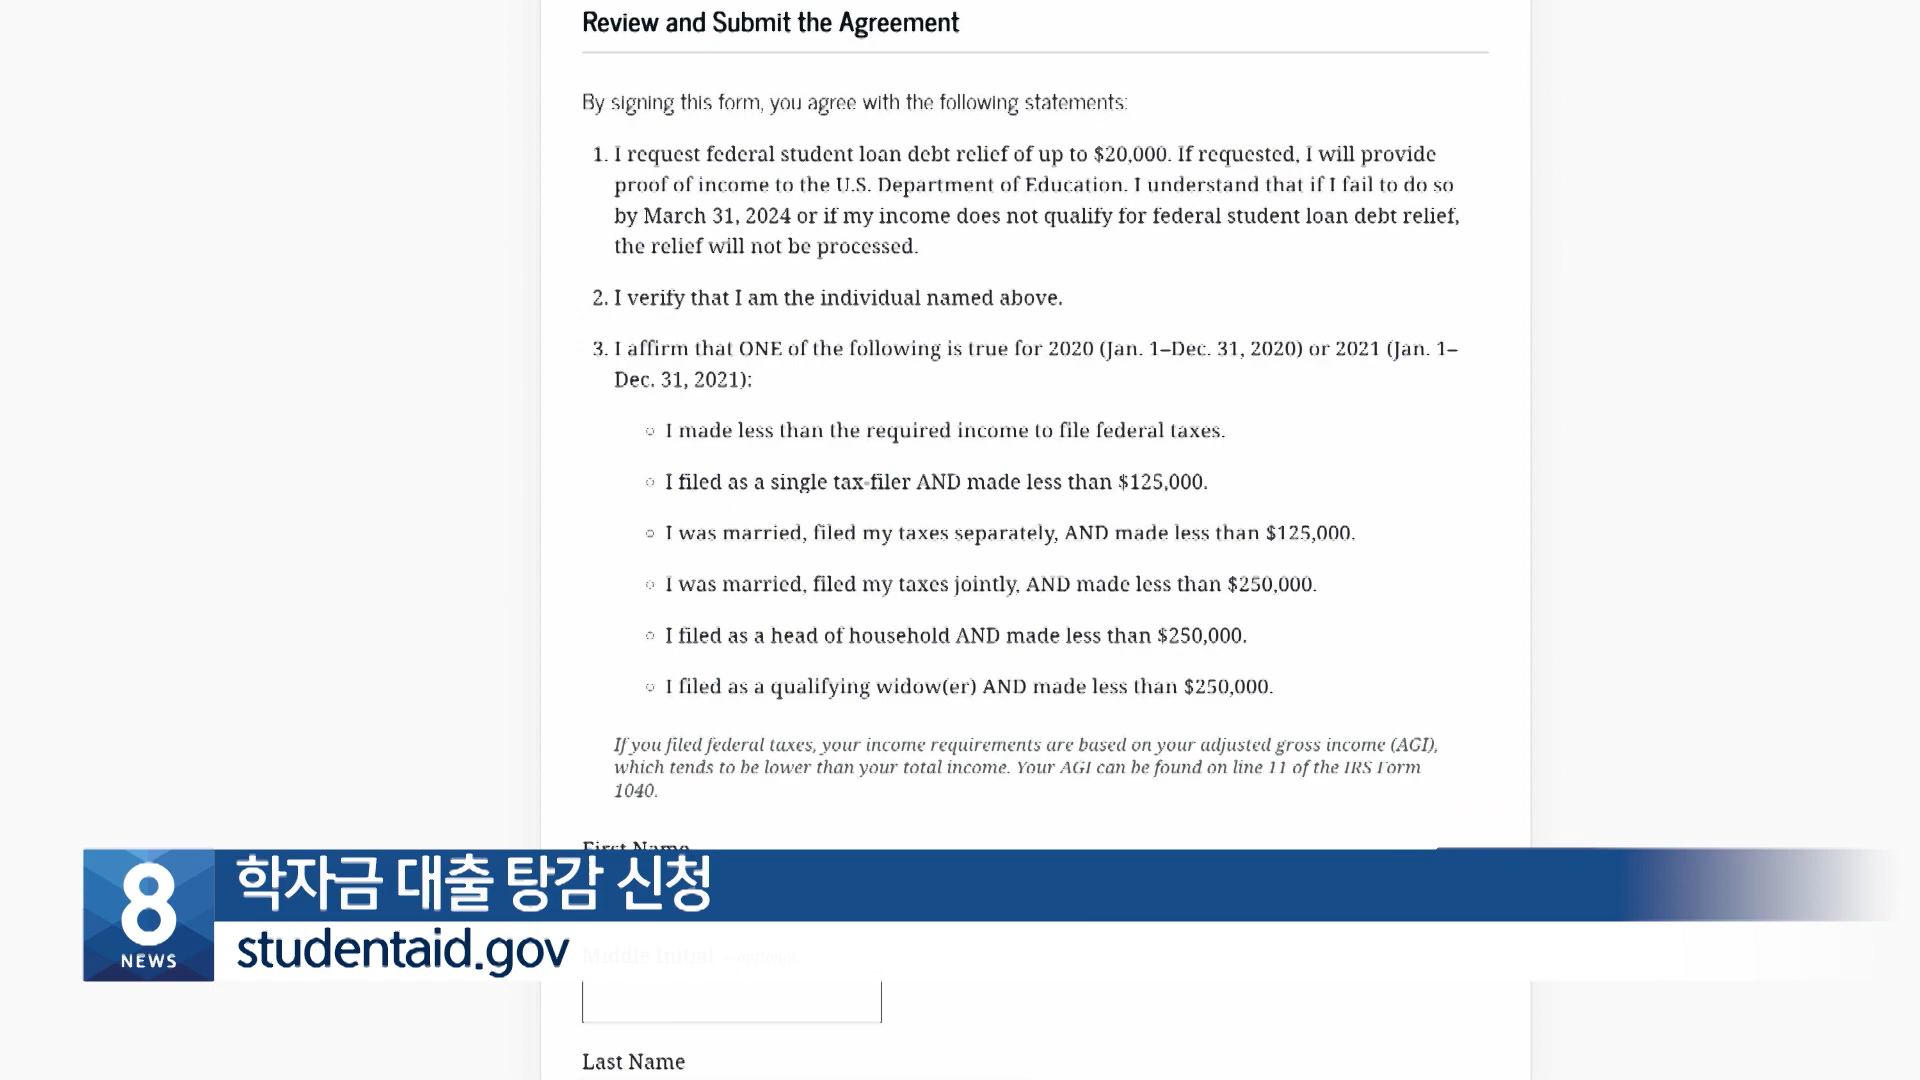 Review and Submit the Agreement
By signing this form, you agree with the following statements:
1. I request federal student loan debt relief of up to $20,000. If requested, I will provide
proof of income to the U.S. Department of Education. I understand that if I fail to do so
by March 31, 2024 or if my income does not qualify for federal student loan debt relief,
the relief will not be processed.
2. I verify that I am the individual named above.
3. I affirm that ONE of the following is true for 2020 (Jan. 1–Dec. 31, 2020) or 2021 (Jan. 1–
Dec. 31, 2021):
○ I made less than the required income to file federal taxes.
○ I filed as a single tax-filer AND made less than $125,000.
○ I was married, filed my taxes separately, AND made less than $125,000.
○ I was married, filed my taxes jointly, AND made less than $250,000.
○ I filed as a head of household AND made less than $250,000.
○ I filed as a qualifying widow(er) AND made less than $250,000.
If you filed federal taxes, your income requirements are based on your adjusted gross income (AGI),
which tends to be lower than your total income. Your AGI can be found on line 11 of the IRS Form
1040.
First Name
8 NEWS
학자금 대출 탕감 신청
studentaid.gov
Middle Initial
Last Name